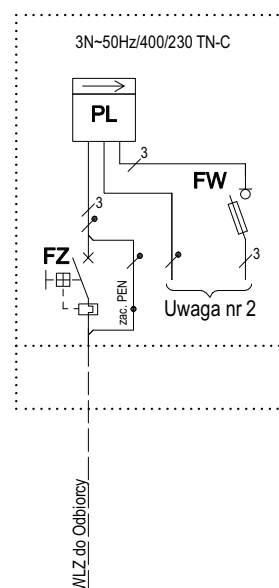 3N~50Hz/400/230 TN-C
PL
3
FW
3
FZ
zac. PEN
3
Uwaga nr 2
WLZ do Odbiorcy